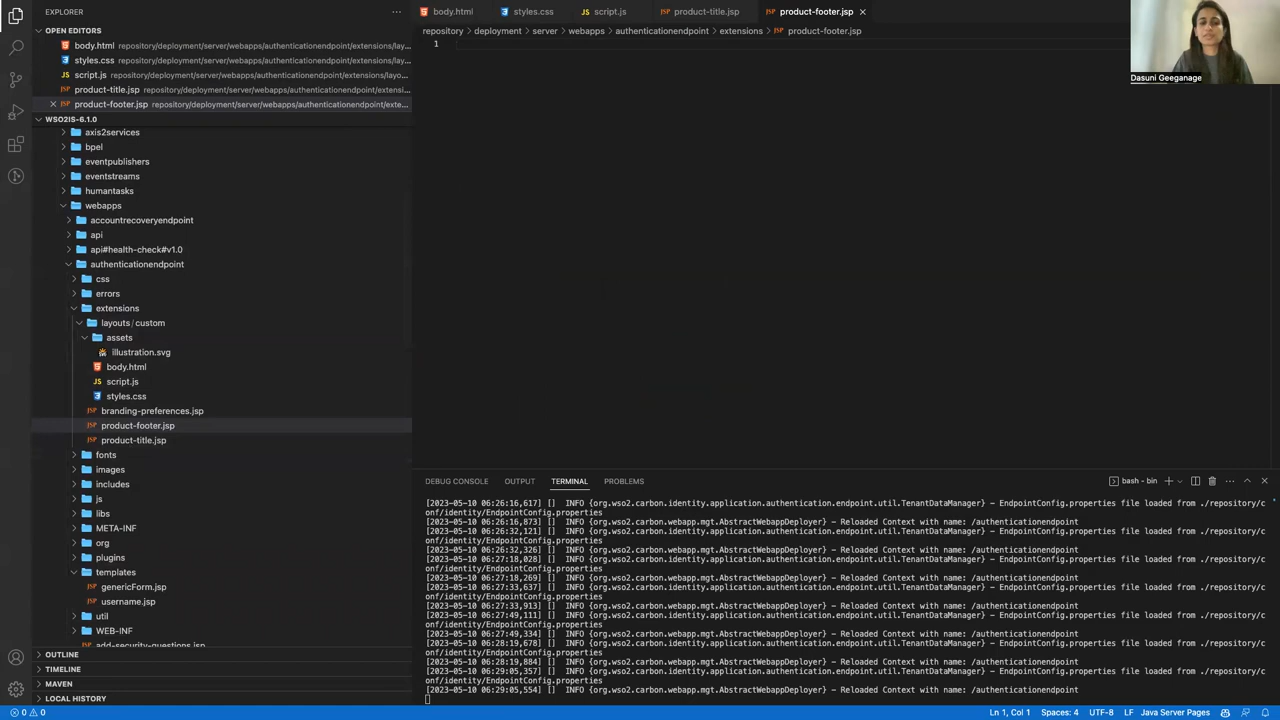 EXPLORER
OPEN EDITORS
body.html repository/deployment/server/webapps/authenticationendpoint/extensions/lay...
styles.css repository/deployment/server/webapps/authenticationendpoint/extensions/lay...
script.js repository/deployment/server/webapps/authenticationendpoint/extensions/layo...
product-title.jsp repository/deployment/server/webapps/authenticationendpoint/extensi...
product-footer.jsp repository/deployment/server/webapps/authenticationendpoint/exte...
WSO2IS-6.1.0
axis2services
bpel
eventpublishers
eventstreams
humantasks
webapps
accountrecoveryendpoint
api
api#health-check#v1.0
authenticationendpoint
css
errors
extensions
layouts / custom
assets
illustration.svg
body.html
JS script.js
styles.css
JSP branding-preferences.jsp
JSP product-footer.jsp
JSP product-title.jsp
fonts
images
includes
js
libs
META-INF
org
plugins
templates
JSP genericForm.jsp
JSP username.jsp
util
WEB-INF
add-security-questions.jsp
OUTLINE
TIMELINE
MAVEN
LOCAL HISTORY
body.html styles.css JS script.js JSP product-title.jsp JSP product-footer.jsp
repository > deployment > server > webapps > authenticationendpoint > extensions > JSP product-footer.jsp
1
Dasuni Geeganage
DEBUG CONSOLE OUTPUT TERMINAL PROBLEMS bash - bin
[2023-05-10 06:26:16,617] [] INFO {org.wso2.carbon.identity.application.authentication.endpoint.util.TenantDataManager} - EndpointConfig.properties file loaded from ./repository/c
onf/identity/EndpointConfig.properties
[2023-05-10 06:26:16,873] [] INFO {org.wso2.carbon.webapp.mgt.AbstractWebappDeployer} - Reloaded Context with name: /authenticationendpoint
[2023-05-10 06:26:32,121] [] INFO {org.wso2.carbon.identity.application.authentication.endpoint.util.TenantDataManager} - EndpointConfig.properties file loaded from ./repository/c
onf/identity/EndpointConfig.properties
[2023-05-10 06:26:32,326] [] INFO {org.wso2.carbon.webapp.mgt.AbstractWebappDeployer} - Reloaded Context with name: /authenticationendpoint
[2023-05-10 06:27:18,028] [] INFO {org.wso2.carbon.identity.application.authentication.endpoint.util.TenantDataManager} - EndpointConfig.properties file loaded from ./repository/c
onf/identity/EndpointConfig.properties
[2023-05-10 06:27:18,269] [] INFO {org.wso2.carbon.webapp.mgt.AbstractWebappDeployer} - Reloaded Context with name: /authenticationendpoint
[2023-05-10 06:27:33,637] [] INFO {org.wso2.carbon.identity.application.authentication.endpoint.util.TenantDataManager} - EndpointConfig.properties file loaded from ./repository/c
onf/identity/EndpointConfig.properties
[2023-05-10 06:27:33,913] [] INFO {org.wso2.carbon.webapp.mgt.AbstractWebappDeployer} - Reloaded Context with name: /authenticationendpoint
[2023-05-10 06:27:49,111] [] INFO {org.wso2.carbon.identity.application.authentication.endpoint.util.TenantDataManager} - EndpointConfig.properties file loaded from ./repository/c
onf/identity/EndpointConfig.properties
[2023-05-10 06:27:49,334] [] INFO {org.wso2.carbon.webapp.mgt.AbstractWebappDeployer} - Reloaded Context with name: /authenticationendpoint
[2023-05-10 06:28:19,678] [] INFO {org.wso2.carbon.identity.application.authentication.endpoint.util.TenantDataManager} - EndpointConfig.properties file loaded from ./repository/c
onf/identity/EndpointConfig.properties
[2023-05-10 06:28:19,884] [] INFO {org.wso2.carbon.webapp.mgt.AbstractWebappDeployer} - Reloaded Context with name: /authenticationendpoint
[2023-05-10 06:29:05,357] [] INFO {org.wso2.carbon.identity.application.authentication.endpoint.util.TenantDataManager} - EndpointConfig.properties file loaded from ./repository/c
onf/identity/EndpointConfig.properties
[2023-05-10 06:29:05,554] [] INFO {org.wso2.carbon.webapp.mgt.AbstractWebappDeployer} - Reloaded Context with name: /authenticationendpoint
0 0 Ln 1, Col 1 Spaces: 4 UTF-8 LF Java Server Pages